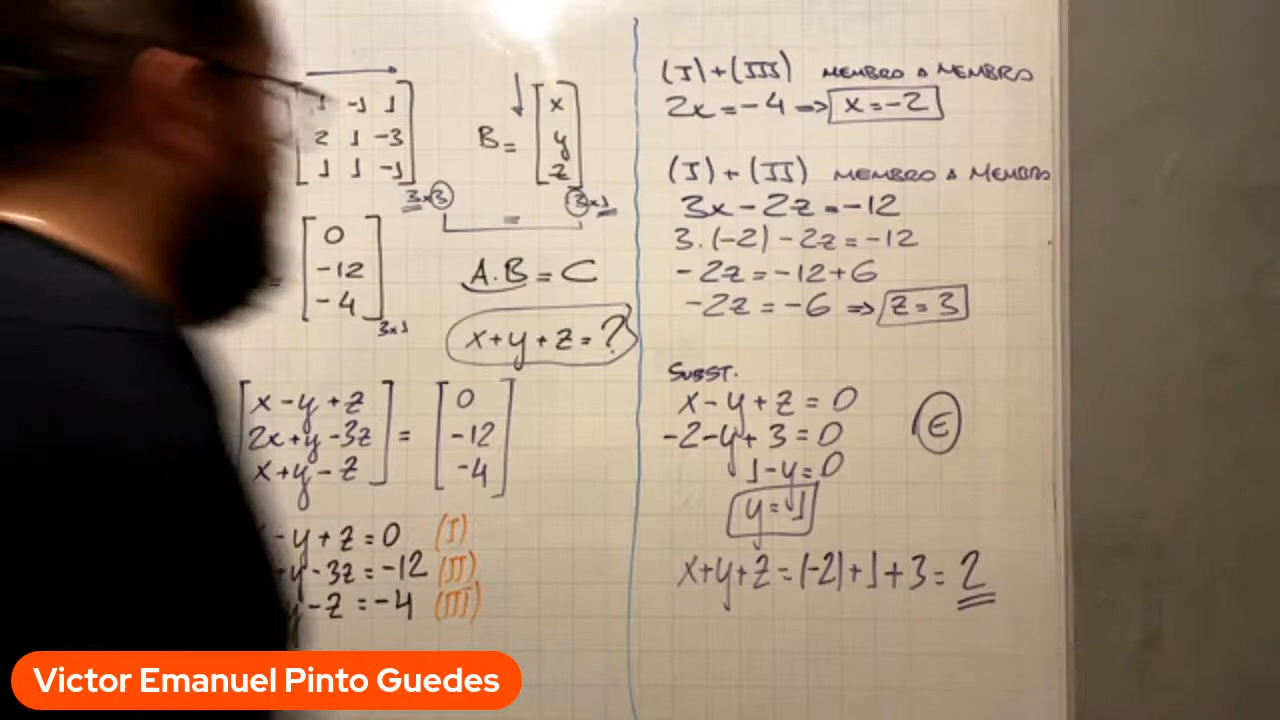 1 -1 1
2 1 -3
1 1 -1
3x3
B = x
y
z
3x1
=
= 0
-12
-4
3x1
A.B = C
x+y+z=?
x-y+z
2x+y-3z
x+y-z
=
0
-12
-4
-y+z=0 (I)
y-3z=-12 (II)
y-z=-4 (III)
(I)+(III) MEMBRO A MEMBRO
2x=-4 => x=-2
(I)+(II) MEMBRO A MEMBRO
3x-2z=-12
3.(-2)-2z=-12
-2z=-12+6
-2z=-6 => z=3
SUBST.
x-y+z=0
-2-y+3=0
1-y=0
y=1
E
x+y+z=(-2)+1+3=2
Victor Emanuel Pinto Guedes